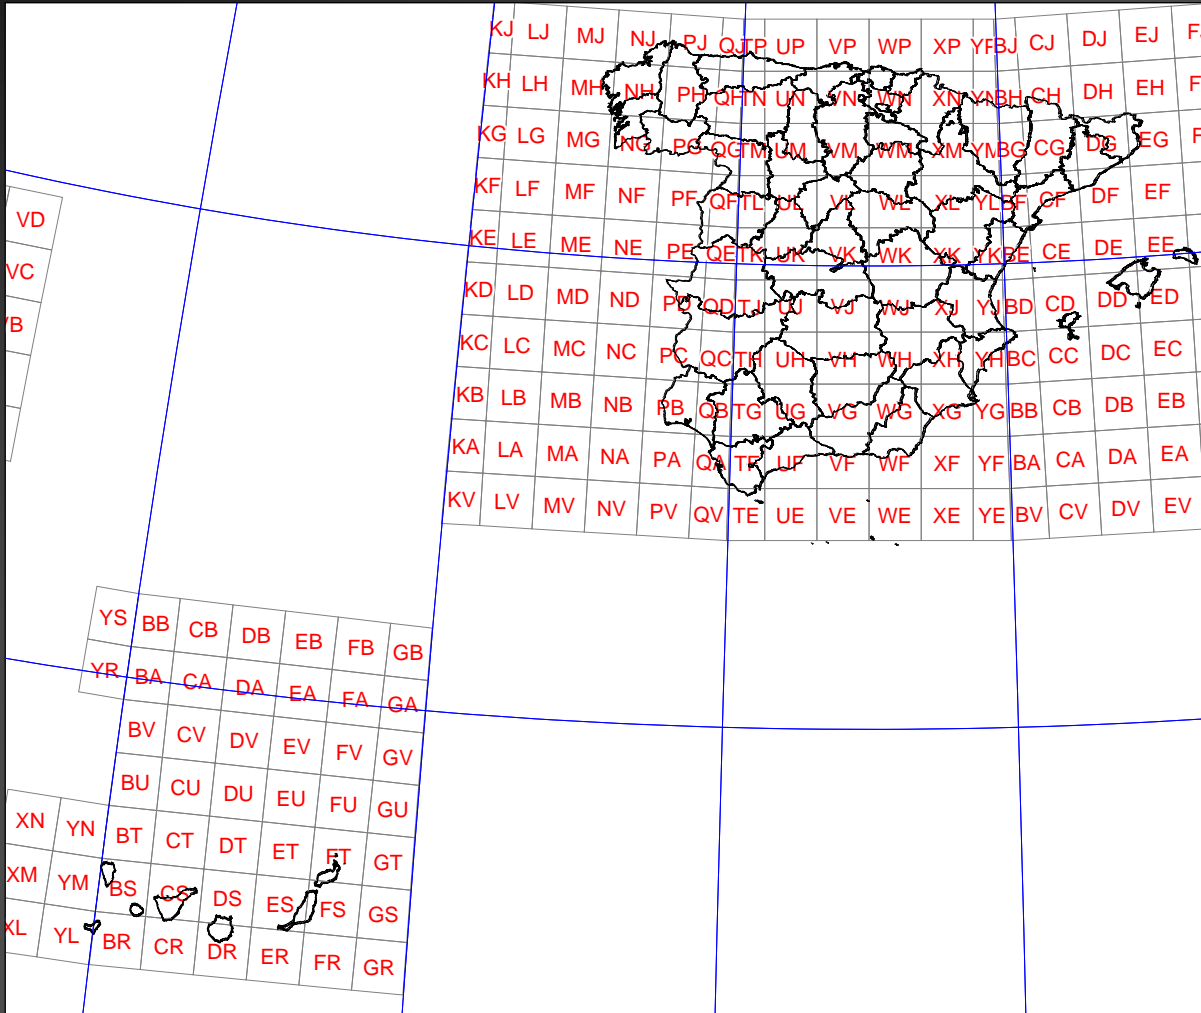 KJ LJ MJ NJ PJ QJ TP UP VP WP XP YP BJ CJ DJ EJ F
KH LH MH NH PH QH TN UN VN WN XN YN BH CH DH EH F
KG LG MG NG PG QG TM UM VM WM XM YM BG CG DG EG F
KF LF MF NF PF QF TL UL VL WL XL YL BF CF DF EF
VD
KE LE ME NE PE QE TK UK VK WK XK YK BE CE DE EE
VC
KD LD MD ND PD QD TJ UJ VJ WJ XJ YJ BD CD DD ED
VB
KC LC MC NC PC QC TH UH VH WH XH YH BC CC DC EC
KB LB MB NB PB QB TG UG VG WG XG YG BB CB DB EB
KA LA MA NA PA QA TF UF VF WF XF YF BA CA DA EA
KV LV MV NV PV QV TE UE VE WE XE YE BV CV DV EV
YS BB CB DB EB FB GB
YR BA CA DA EA FA GA
BV CV DV EV FV GV
BU CU DU EU FU GU
XN YN BT CT DT ET FT GT
XM YM BS CS DS ES FS GS
XL YL BR CR DR ER FR GR